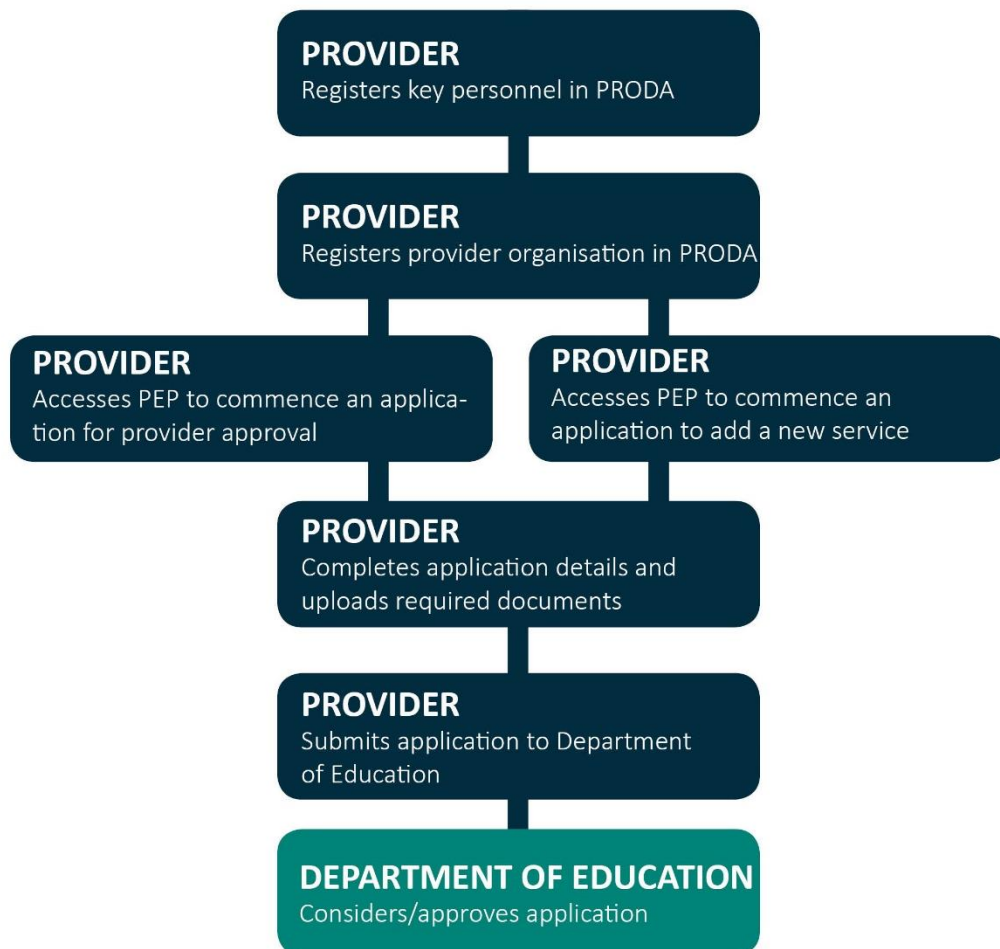 PROVIDER
Registers key personnel in PRODA
PROVIDER
Registers provider organisation in PRODA
PROVIDER
Accesses PEP to commence an applica-
tion for provider approval
PROVIDER
Accesses PEP to commence an
application to add a new service
PROVIDER
Completes application details and
uploads required documents
PROVIDER
Submits application to Department
of Education
DEPARTMENT OF EDUCATION
Considers/approves application